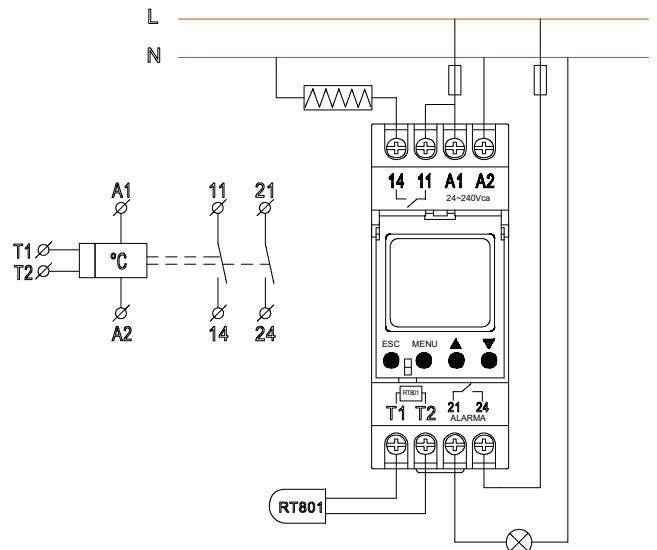 L
N
14 11 A1 A2
24~240Vca
A1 11 21
T1
T2
°C
A2 14 24
ESC MENU ▲ ▼
RT801
T1 T2 21 24
ALARMA
RT801